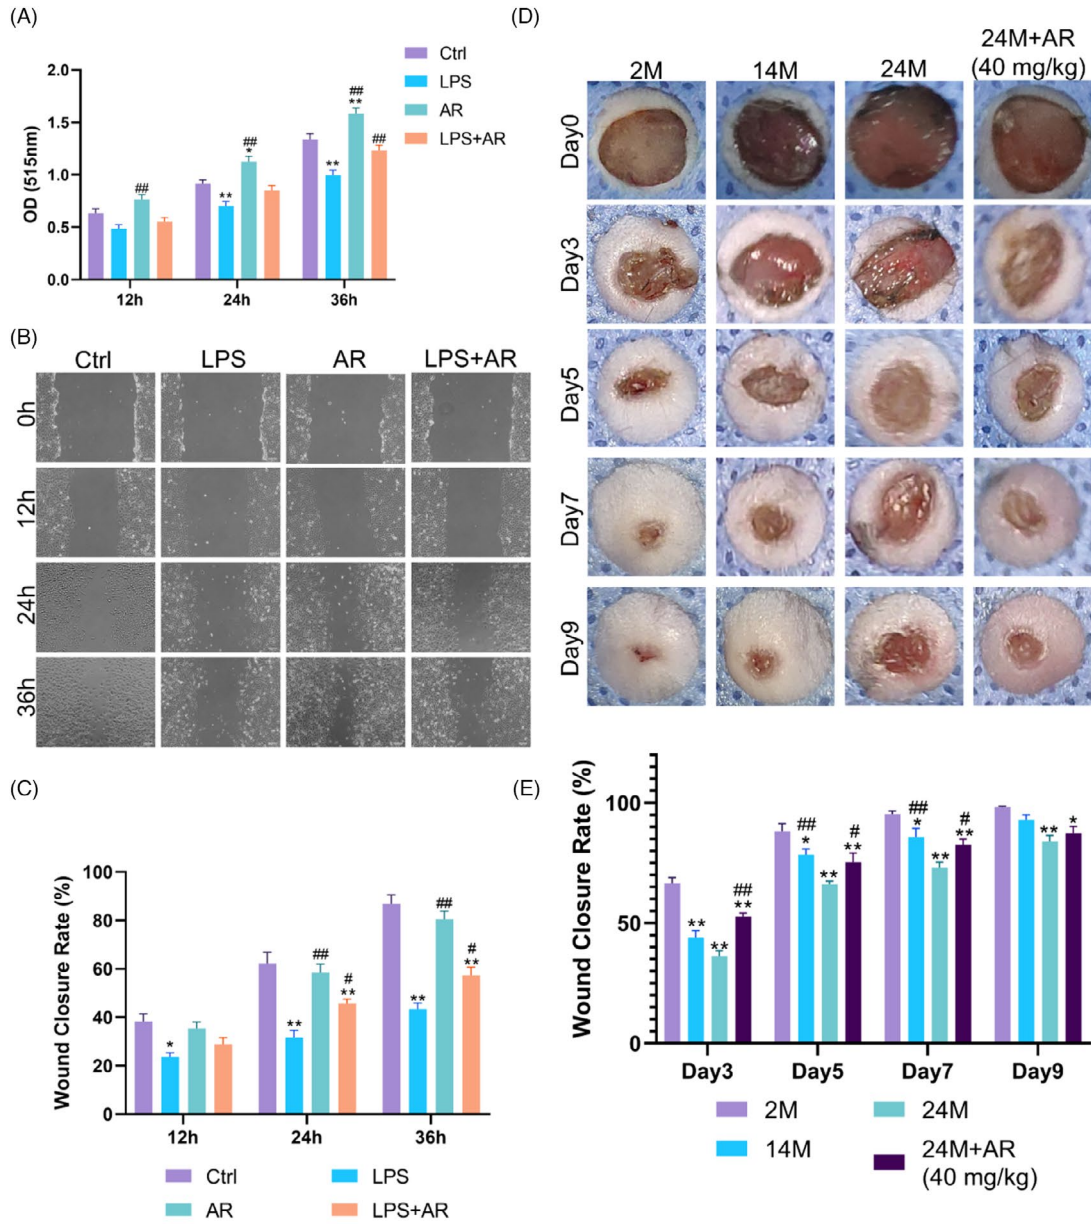 (A)
Ctrl
LPS
AR
LPS+AR
OD (515nm)
2.0
1.5
1.0
0.5
0.0
##
**
##
*
##
**
**
##
12h
24h
36h
(B)
Ctrl
LPS
AR
LPS+AR
0h
12h
24h
36h
(C)
Wound Closure Rate (%)
100
80
60
40
20
0
*
**
##
#
**
**
##
#
**
12h
24h
36h
Ctrl
LPS
AR
LPS+AR
(D)
2M
14M
24M
24M+AR
(40 mg/kg)
Day0
Day3
Day5
Day7
Day9
(E)
Wound Closure Rate (%)
100
50
0
**
**
##
**
##
*
**
#
**
##
*
**
#
**
**
*
Day3
Day5
Day7
Day9
2M
24M
14M
24M+AR
(40 mg/kg)